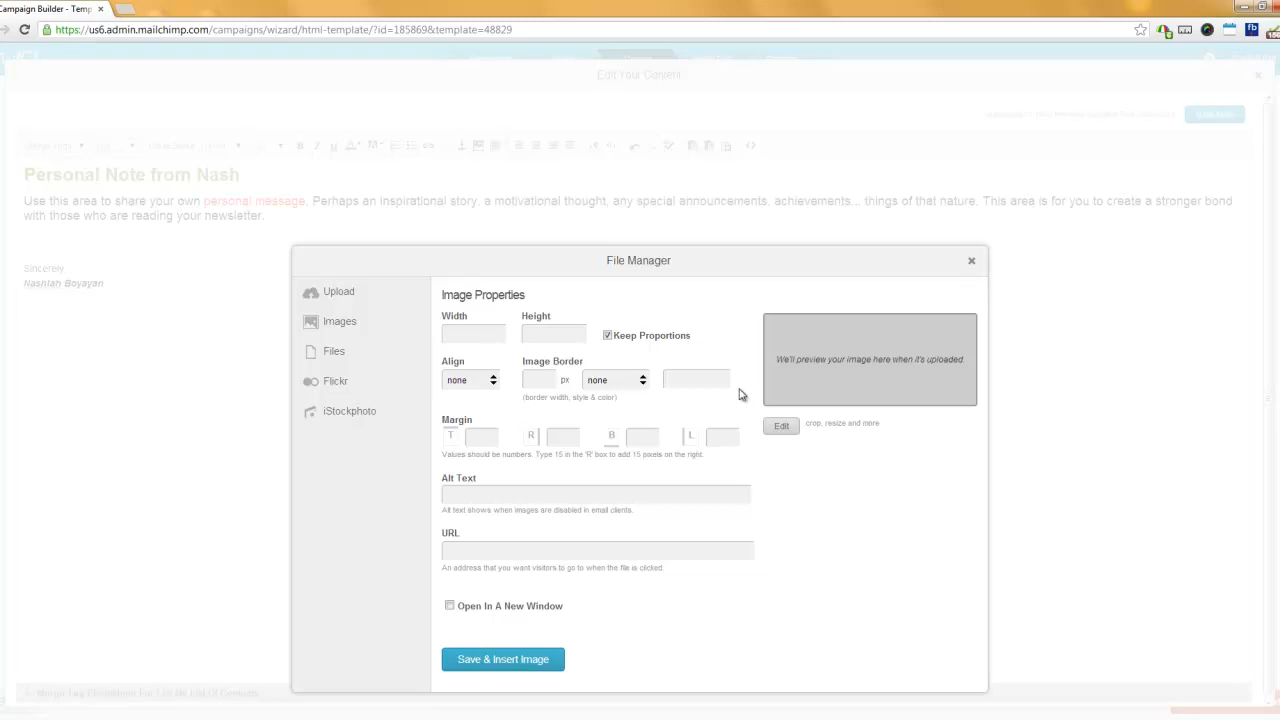 Campaign Builder - Temp
https://us6.admin.mailchimp.com/campaigns/wizard/html-template/?id=185869&template=48829
fb
Edit Your Content
Personal Note from Nash
Use this area to share your own personal message. Perhaps an inspirational story, a motivational thought, any special announcements, achievements... things of that nature. This area is for you to create a stronger bond
with those who are reading your newsletter.
Sincerely,
Nashlah Boyayan
File Manager
Upload
Images
Files
Flickr
iStockphoto
Image Properties
Width Height
Keep Proportions
Align Image Border
none px none
(border width, style & color)
We'll preview your image here when it's uploaded.
Edit crop, resize and more
Margin
T R B L
Values should be numbers. Type 15 in the 'R' box to add 15 pixels on the right.
Alt Text
Alt text shows when images are disabled in email clients.
URL
An address that you want visitors to go to when the file is clicked.
Open In A New Window
Save & Insert Image